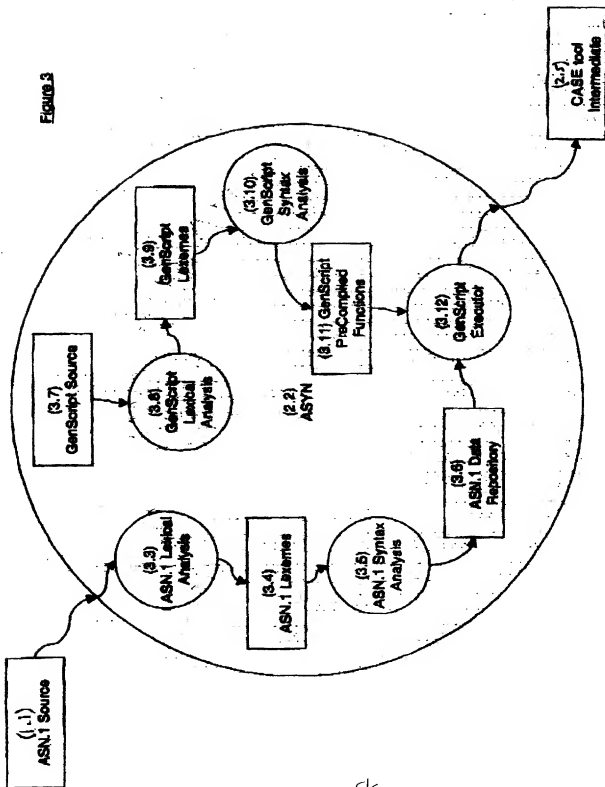 Figure 3
(1.1)
ASN.1 Source
(3.3)
ASN.1 Lexical
Analysis
(3.4)
ASN.1 Lexemes
(3.5)
ASN.1 Syntax
Analysis
(3.6)
ASN.1 Data
Repository
(3.7)
GenScript Source
(3.8)
GenScript
Lexical
Analysis
(3.9)
GenScript
Lexemes
(3.10)
GenScript
Syntax
Analysis
(3.11) GenScript
PreCompiled
Functions
(2.2)
ASYN
(3.12)
GenScript
Executor
(2.5)
CASE tool
Intermediate